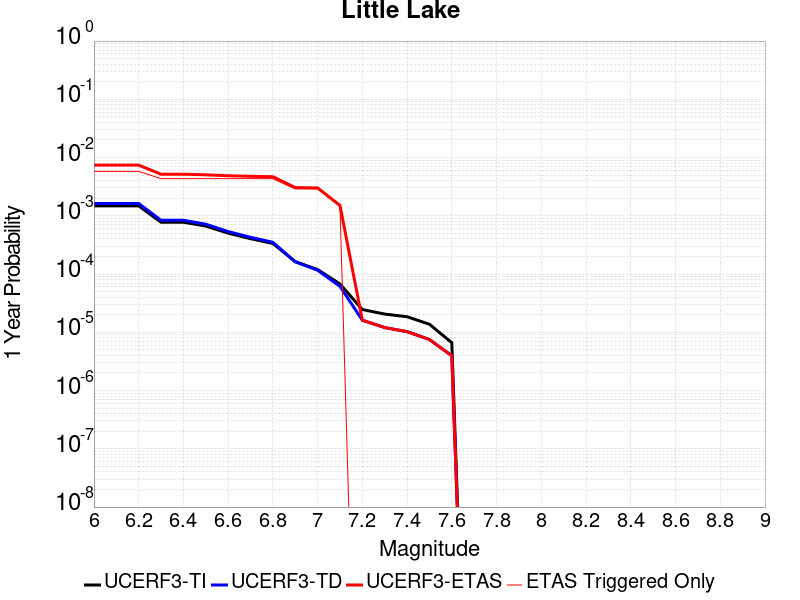 Little Lake
1 Year Probability
10^0
10^-1
10^-2
10^-3
10^-4
10^-5
10^-6
10^-7
10^-8
6 6.2 6.4 6.6 6.8 7 7.2 7.4 7.6 7.8 8 8.2 8.4 8.6 8.8 9
Magnitude
UCERF3-TI UCERF3-TD UCERF3-ETAS ETAS Triggered Only